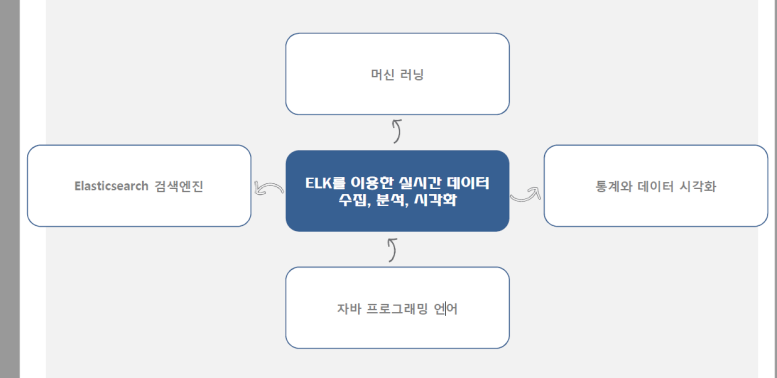 머신 러닝
Elasticsearch 검색엔진
ELK를 이용한 실시간 데이터
수집, 분석, 시각화
통계와 데이터 시각화
자바 프로그래밍 언어